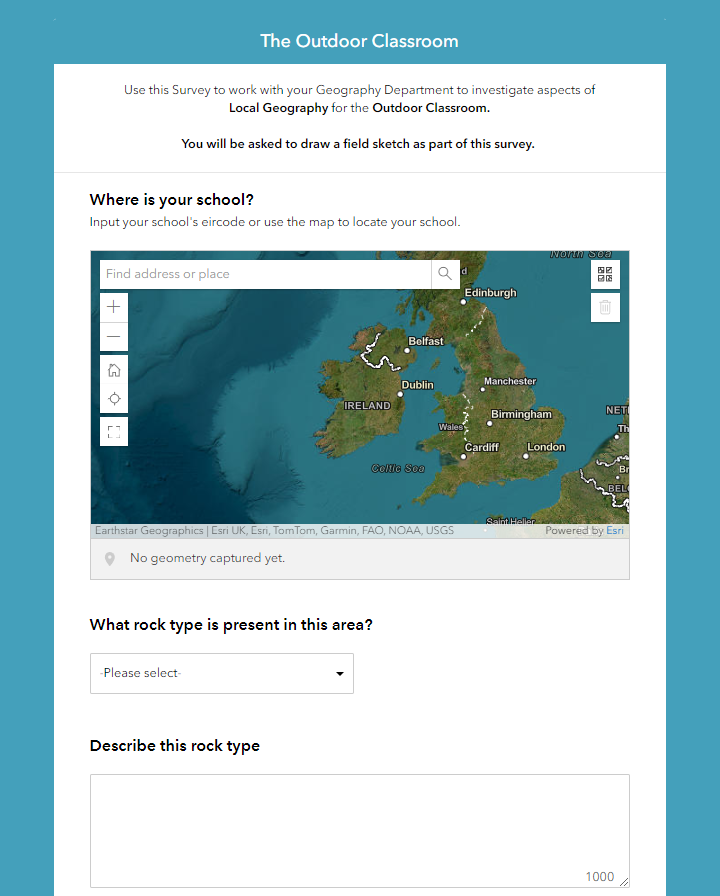 The Outdoor Classroom
Use this Survey to work with your Geography Department to investigate aspects of
Local Geography for the Outdoor Classroom.
You will be asked to draw a field sketch as part of this survey.
Where is your school?
Input your school's eircode or use the map to locate your school.
North Sea
Find address or place
d
Edinburgh
Belfast
Dublin
Manchester
IRELAND
Birmingham
NETH
Th
Wales
Cardiff
London
Celtic Sea
Br
BELG
Saint Helier
Earthstar Geographics | Esri UK, Esri, TomTom, Garmin, FAO, NOAA, USGS
Powered by Esri
No geometry captured yet.
What rock type is present in this area?
-Please select-
Describe this rock type
1000